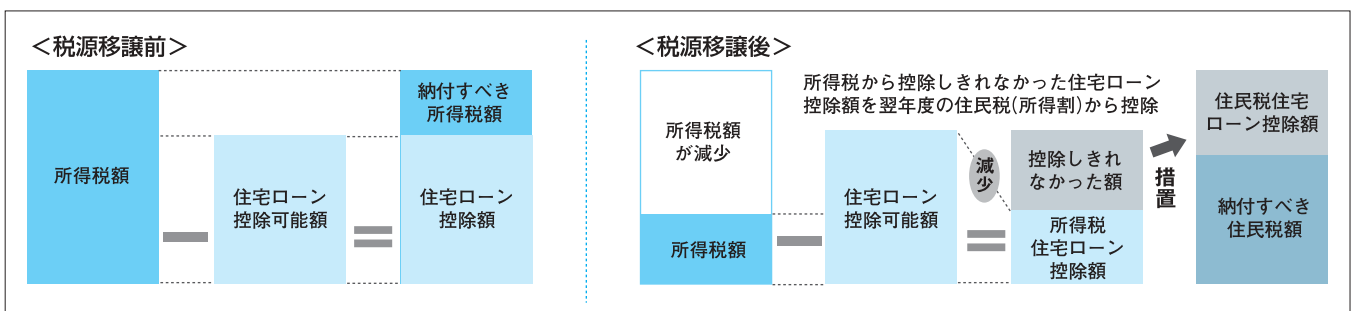 ＜税源移譲前＞
所得税額
住宅ローン
控除可能額
納付すべき
所得税額
住宅ローン
控除額
＜税源移譲後＞
所得税額
が減少
所得税額
所得税から控除しきれなかった住宅ローン
控除額を翌年度の住民税(所得割)から控除
住宅ローン
控除可能額
減少
控除しきれ
なかった額
所得税
住宅ローン
控除額
措置
住民税住宅
ローン控除額
納付すべき
住民税額